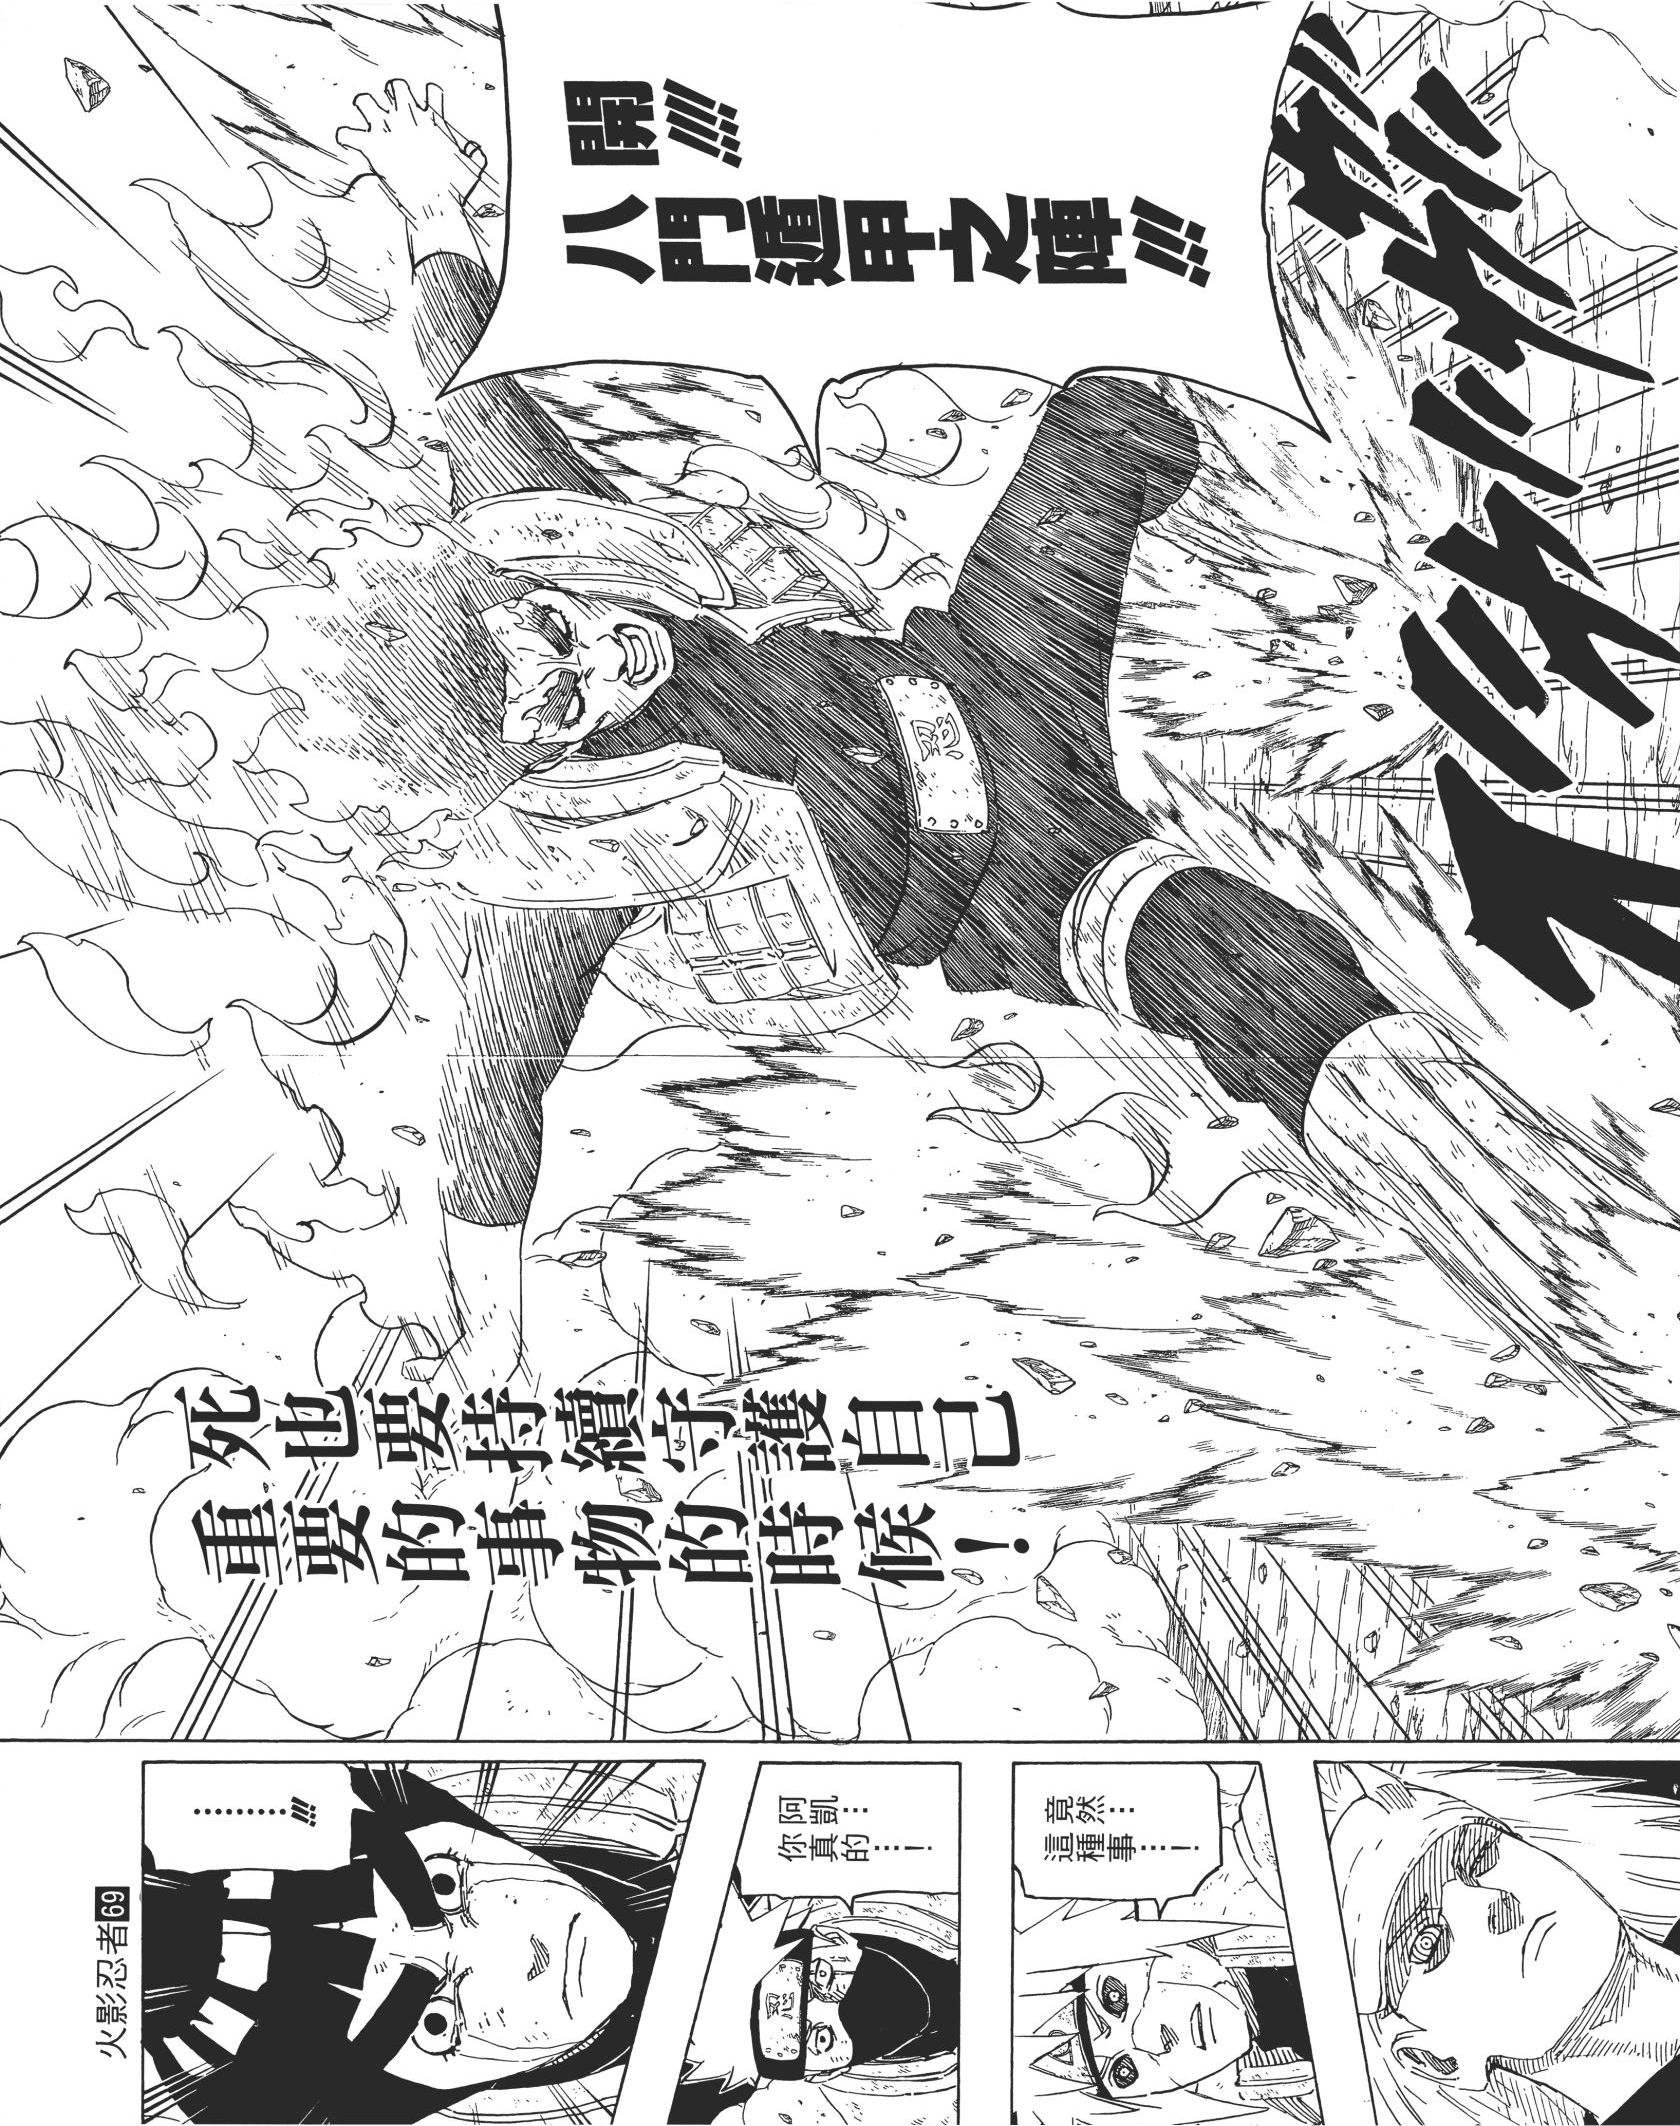 開!!!!
八門遁甲之陣!!!!
死也要持續守護自己
重要的事物的時候！
………!!!
阿凱…
你真的……！
竟然…
這種事……！
火影忍者69